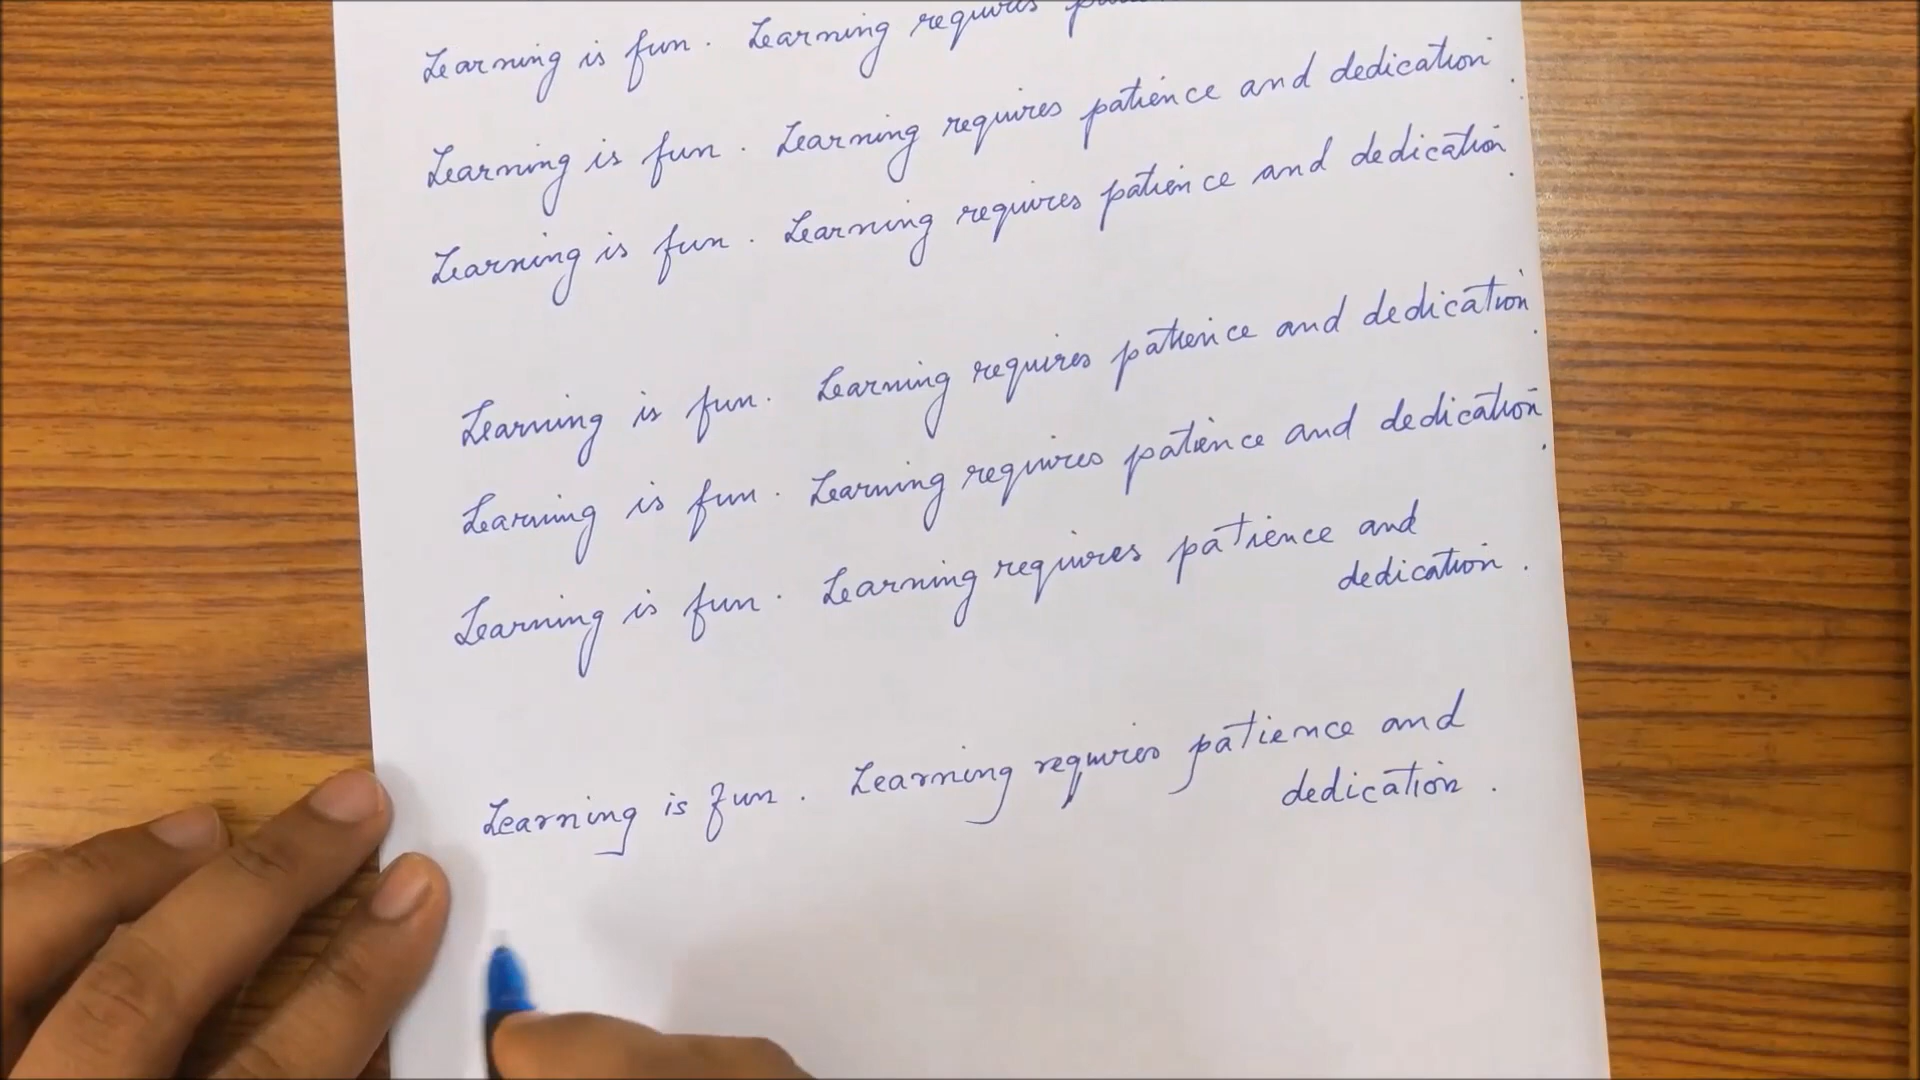 Learning is fun. Learning requires
Learning is fun. Learning requires patience and dedication.
Learning is fun. Learning requires patience and dedication.
Learning is fun. Learning requires patience and dedication.
Learning is fun. Learning requires patience and dedication.
Learning is fun. Learning requires patience and
dedication.
Learning is fun. Learning requires patience and
dedication.